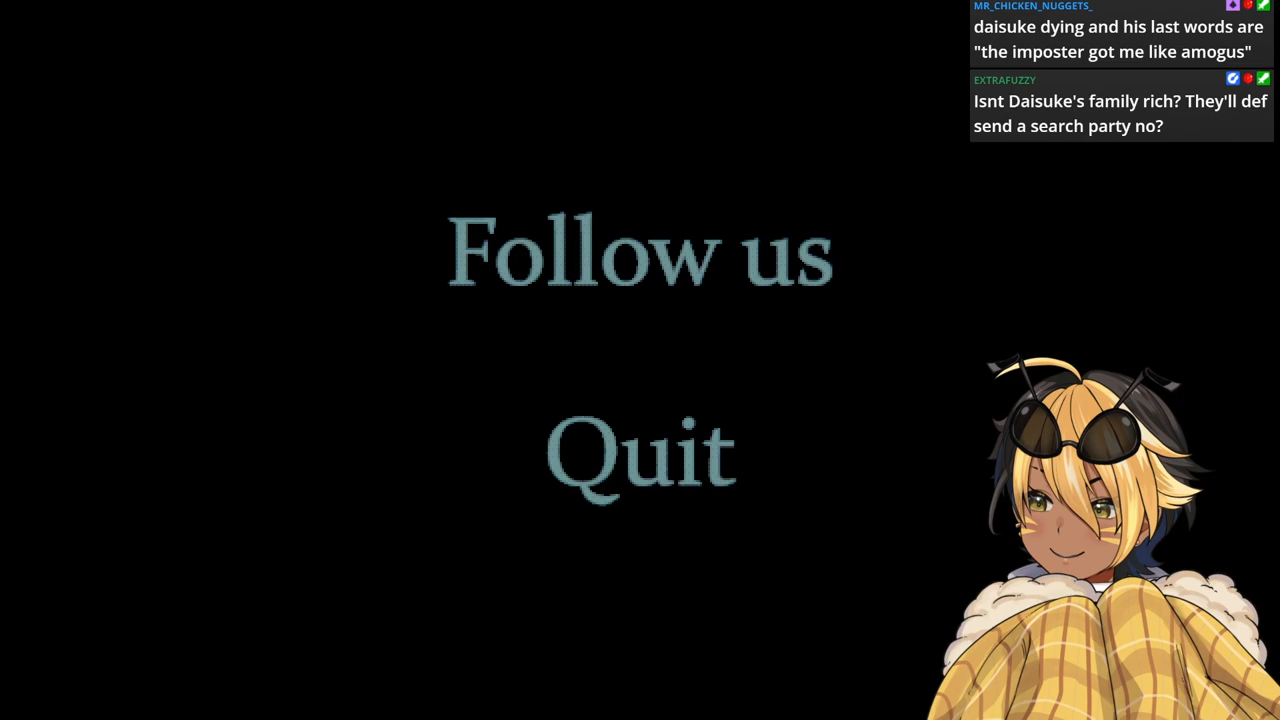 MR_CHICKEN_NUGGETS_
daisuke dying and his last words are
"the imposter got me like amogus"
EXTRAFUZZY
Isnt Daisuke's family rich? They'll def
send a search party no?
Follow us
Quit